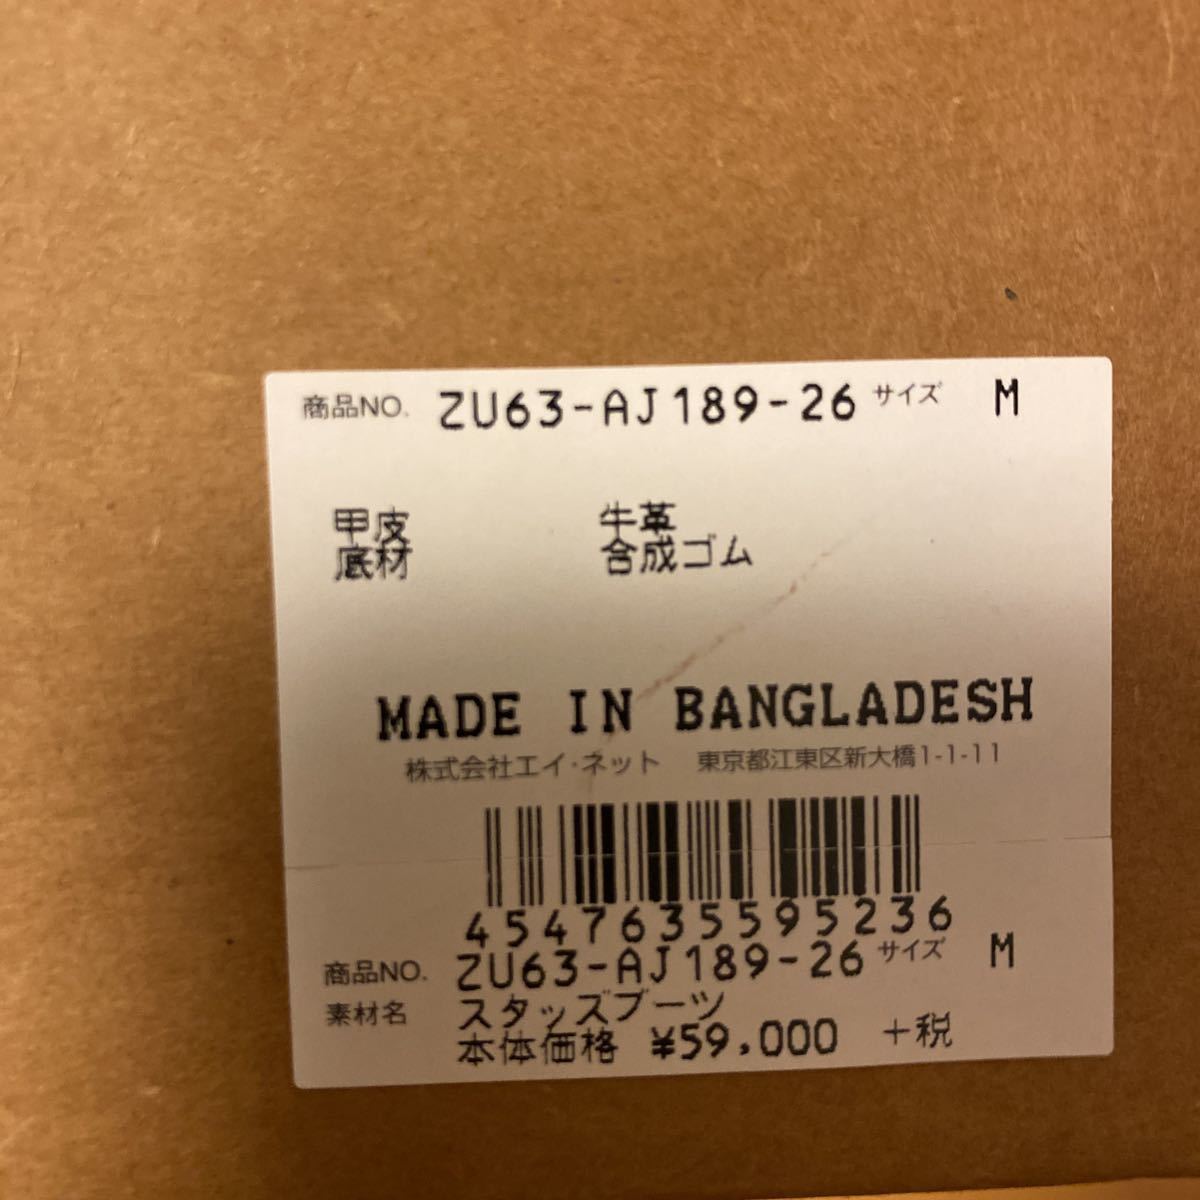 商品NO. ZU63-AJ189-26 サイズ M
甲皮 牛革
底材 合成ゴム
MADE IN BANGLADESH
株式会社エイ・ネット 東京都江東区新大橋1-1-11
4547635595236
商品NO. ZU63-AJ189-26 サイズ M
素材名 スタッズブーツ
本体価格 ¥59,000 +税